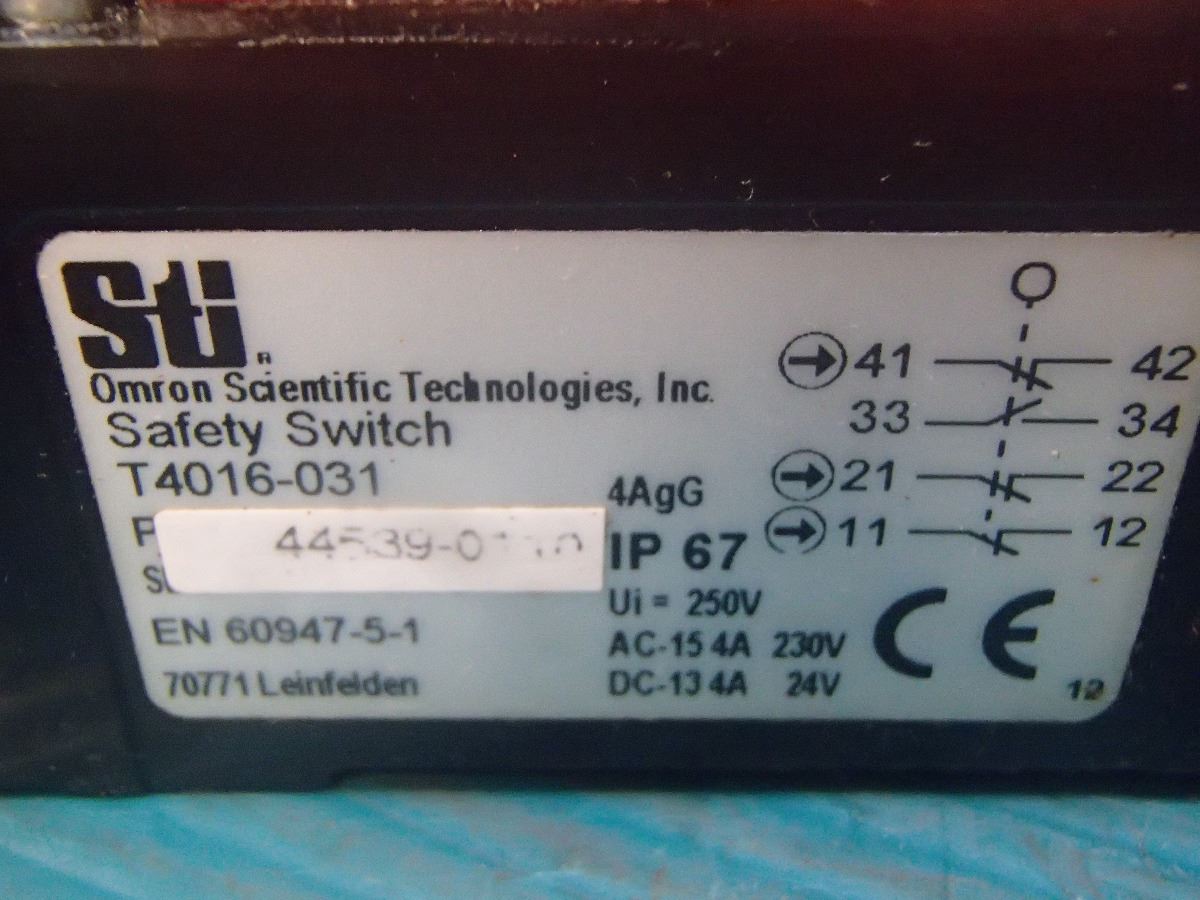 Sti
Omron Scientific Technologies, Inc.
Safety Switch
T4016-031
EN 60947-5-1
70771 Leinfelden
4AgG
IP 67
Ui = 250V
AC-15 4A 230V
DC-13 4A 24V
41 42
33 34
21 22
11 12
CE